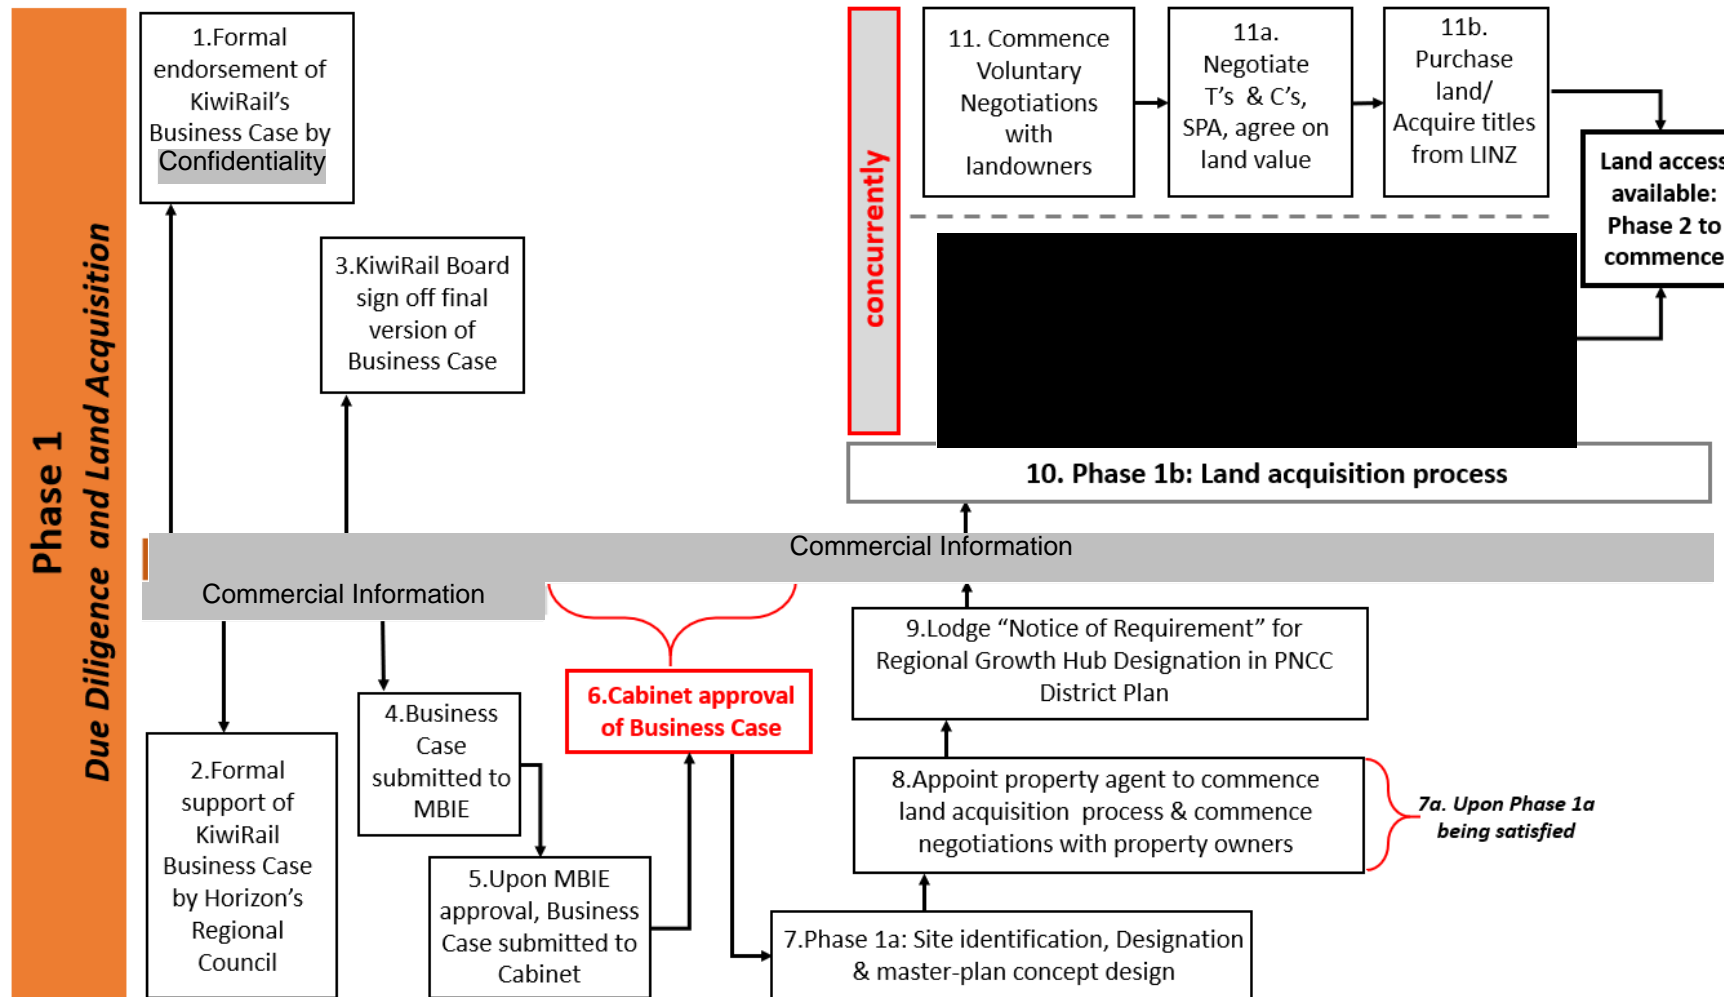 Phase 1
Due Diligence and Land Acquisition
1.Formal
endorsement of
KiwiRail's
Business Case by
Confidentiality
3.KiwiRail Board
sign off final
version of
Business Case
concurrently
11. Commence
Voluntary
Negotiations
with
landowners
11a.
Negotiate
T's & C's,
SPA, agree on
land value
11b.
Purchase
land/
Acquire titles
from LINZ
Land access
available:
Phase 2 to
commence
10. Phase 1b: Land acquisition process
Commercial Information
Commercial Information
2.Formal
support of
KiwiRail
Business Case
by Horizon's
Regional
Council
4.Business
Case
submitted to
MBIE
5.Upon MBIE
approval, Business
Case submitted to
Cabinet
6.Cabinet approval
of Business Case
9.Lodge “Notice of Requirement” for
Regional Growth Hub Designation in PNCC
District Plan
8.Appoint property agent to commence
land acquisition process & commence
negotiations with property owners
7a. Upon Phase 1a
being satisfied
7.Phase 1a: Site identification, Designation
& master-plan concept design